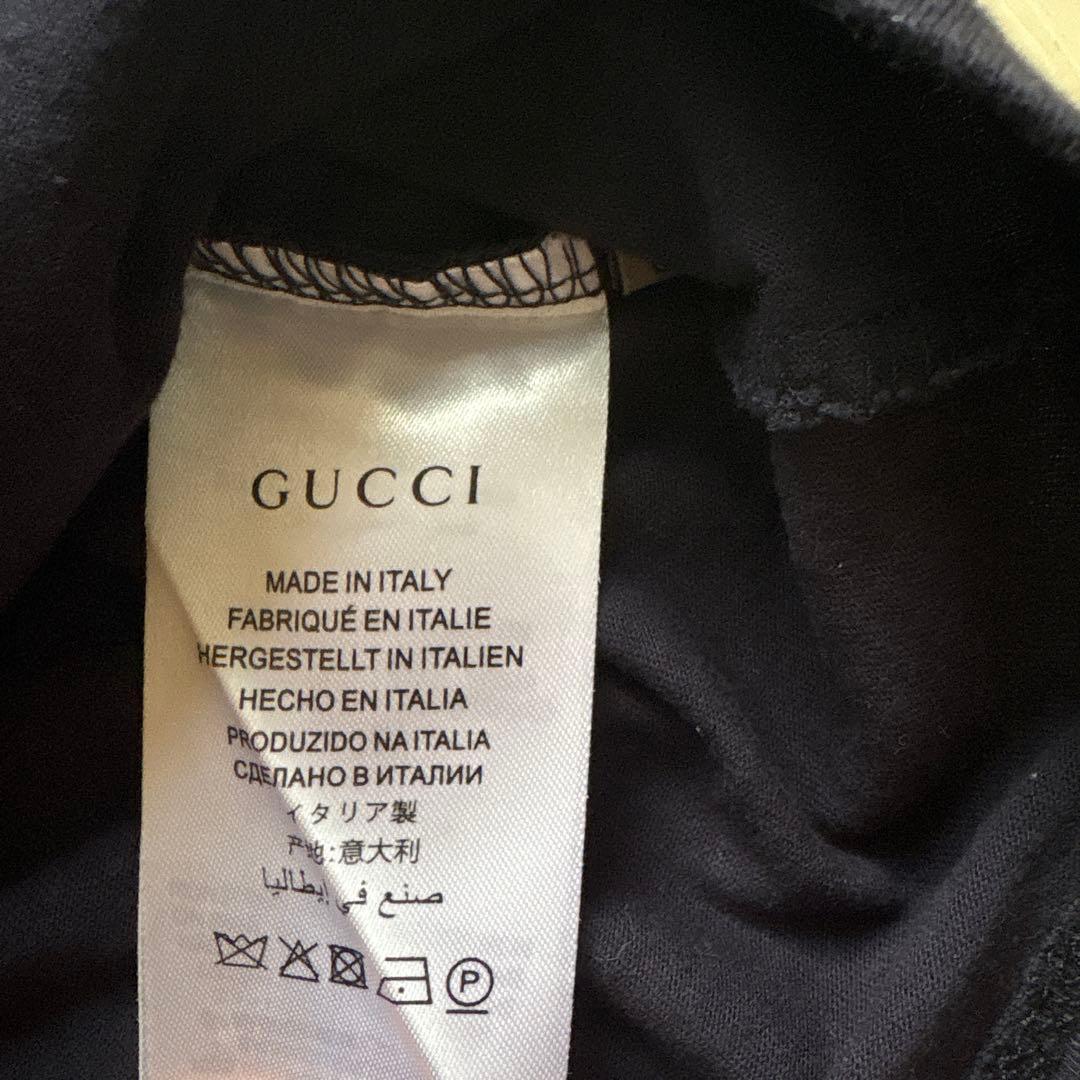 GUCCI
MADE IN ITALY
FABRIQUÉ EN ITALIE
HERGESTELLT IN ITALIEN
HECHO EN ITALIA
PRODUZIDO NA ITALIA
СДЕЛАНО В ИТАЛИИ
イタリア製
产地:意大利
صنع في إيطاليا
P